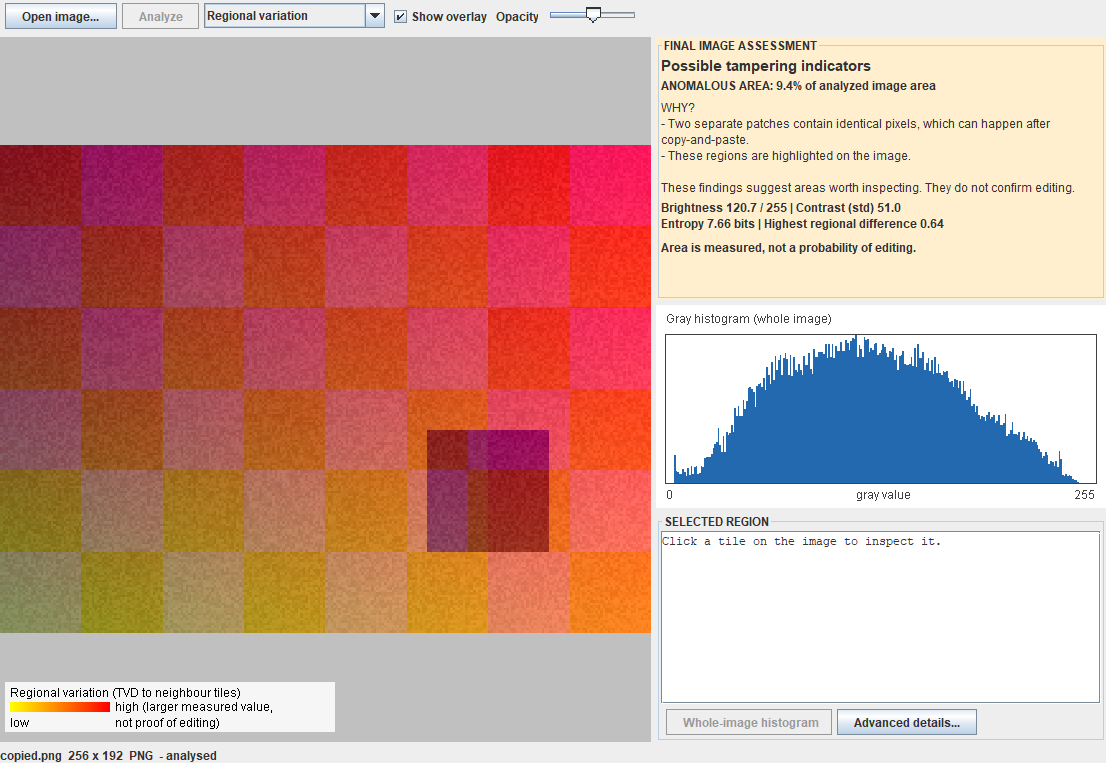 Open image...
Analyze
Regional variation
Show overlay
Opacity
FINAL IMAGE ASSESSMENT
Possible tampering indicators
ANOMALOUS AREA: 9.4% of analyzed image area
WHY?
- Two separate patches contain identical pixels, which can happen after
copy-and-paste.
- These regions are highlighted on the image.
These findings suggest areas worth inspecting. They do not confirm editing.
Brightness 120.7 / 255 | Contrast (std) 51.0
Entropy 7.66 bits | Highest regional difference 0.64
Area is measured, not a probability of editing.
Gray histogram (whole image)
0
gray value
255
SELECTED REGION
Click a tile on the image to inspect it.
Regional variation (TVD to neighbour tiles)
high (larger measured value,
low
not proof of editing)
Whole-image histogram
Advanced details...
copied.png 256 x 192 PNG - analysed